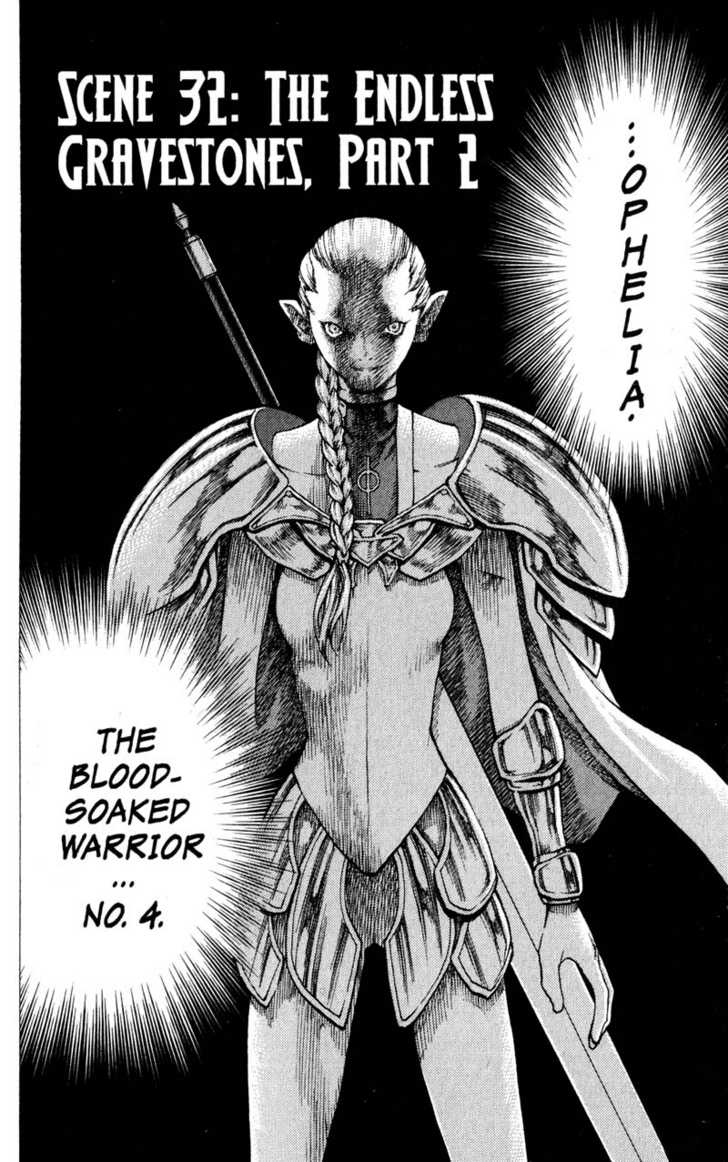 SCENE 32: THE ENDLESS
GRAVESTONES, PART 2
...OPHELIA.
THE
BLOOD-
SOAKED
WARRIOR
...
NO. 4.